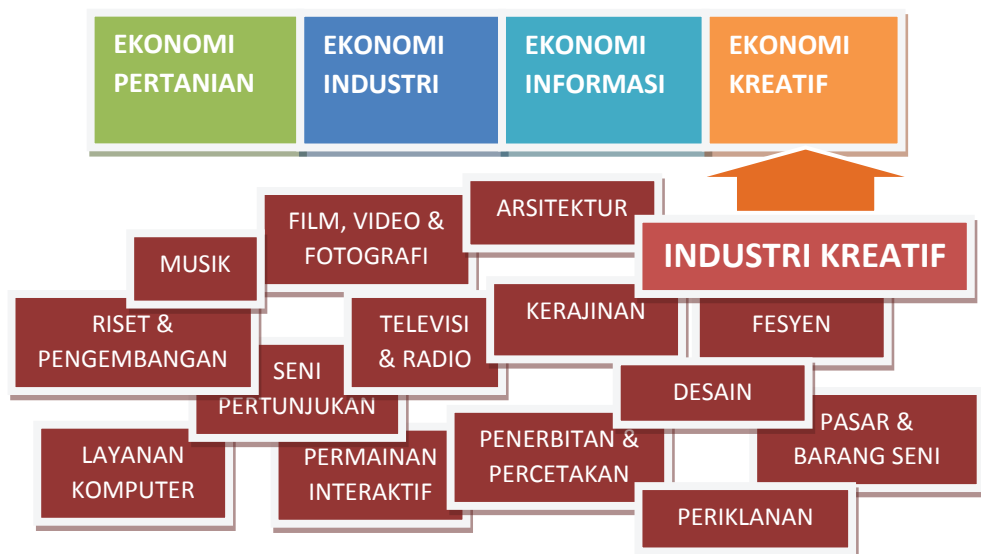 EKONOMI
PERTANIAN
EKONOMI
INDUSTRI
EKONOMI
INFORMASI
EKONOMI
KREATIF
ARSITEKTUR
FILM, VIDEO &
FOTOGRAFI
MUSIK
INDUSTRI KREATIF
RISET &
PENGEMBANGAN
TELEVISI
& RADIO
KERAJINAN
FESYEN
SENI
PERTUNJUKAN
DESAIN
LAYANAN
KOMPUTER
PERMAINAN
INTERAKTIF
PENERBITAN &
PERCETAKAN
PASAR &
BARANG SENI
PERIKLANAN